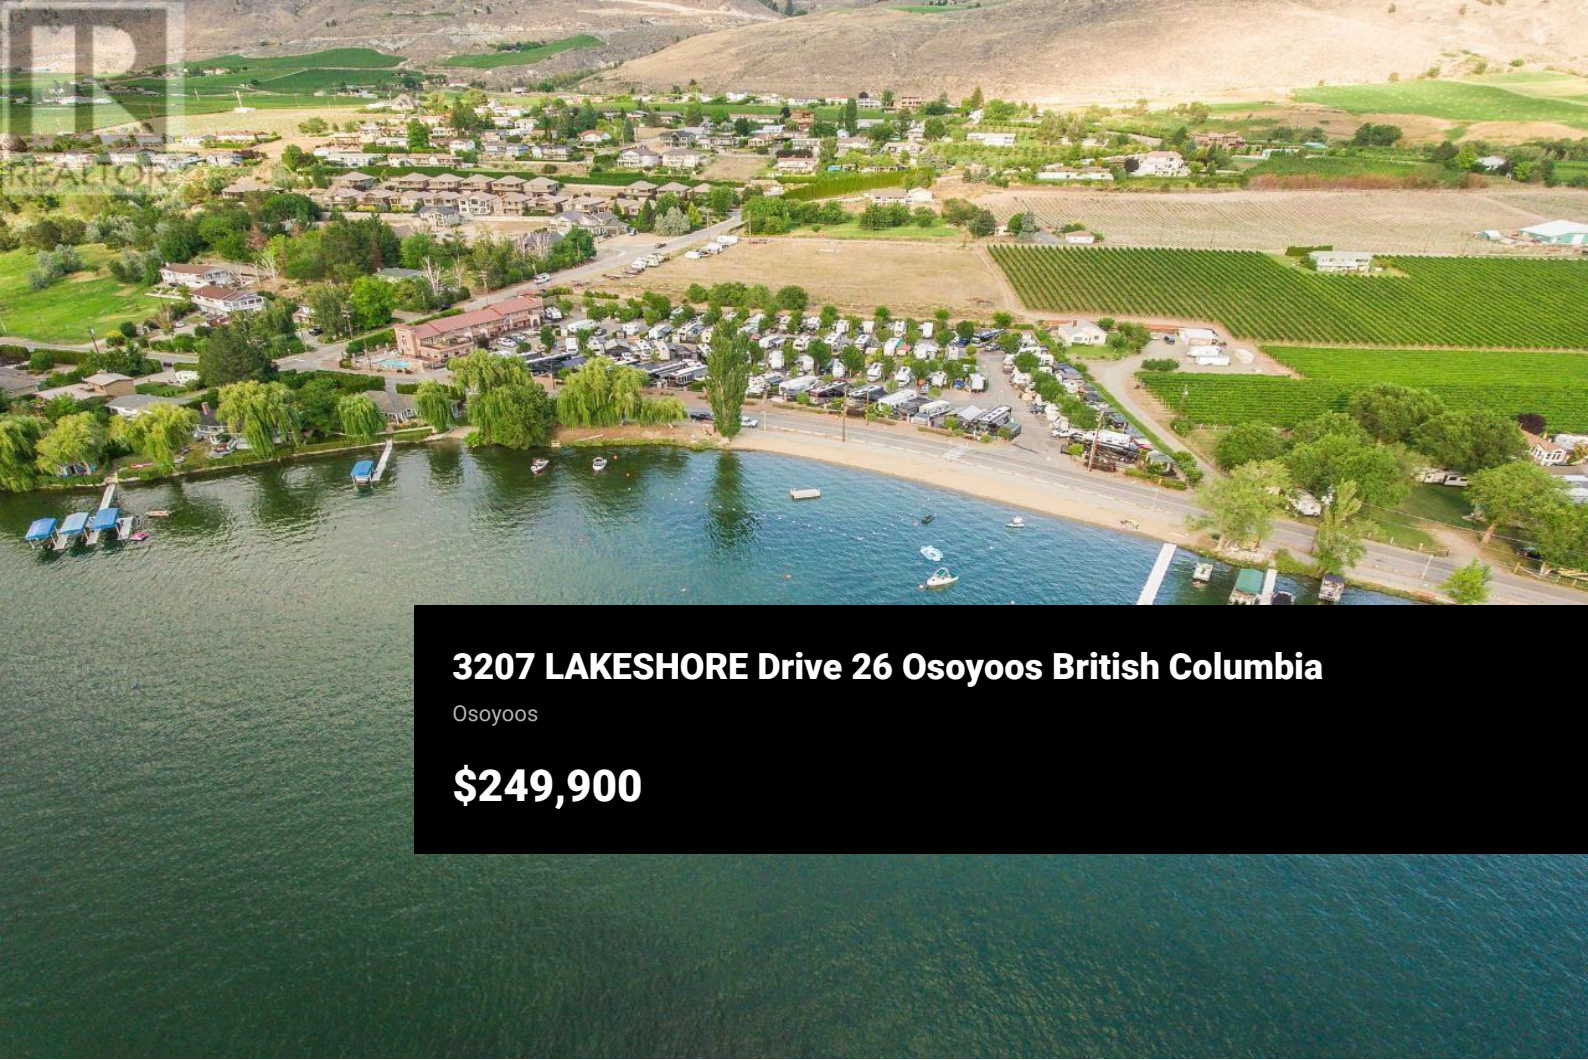 R
REALTOR
3207 LAKESHORE Drive 26 Osoyoos British Columbia
Osoyoos
$249,900